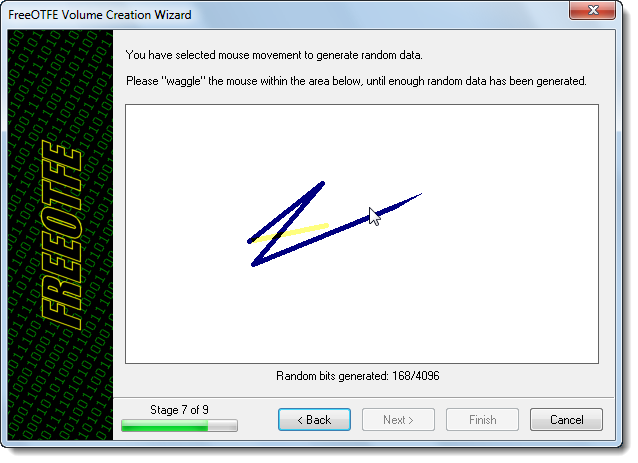 FreeOTFE Volume Creation Wizard
You have selected mouse movement to generate random data.
Please "waggle" the mouse within the area below, until enough random data has been generated.
FREEOTFE
Random bits generated: 168/4096
Stage 7 of 9
< Back
Next >
Finish
Cancel